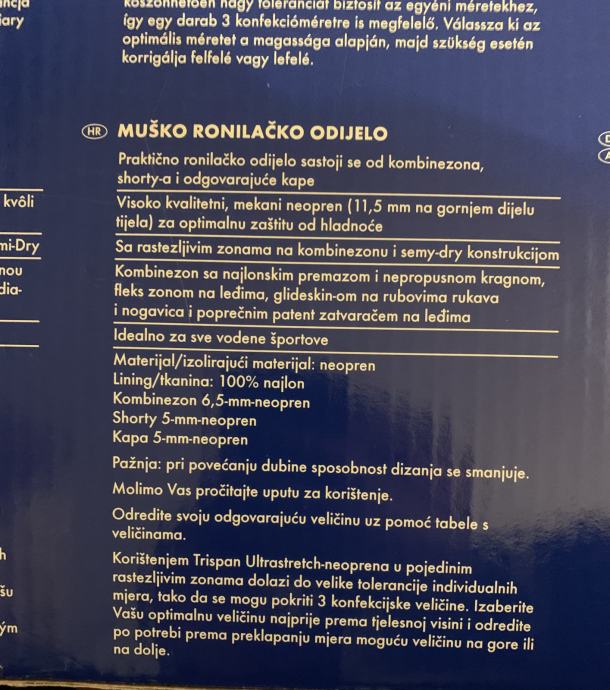 köszönhetően nagy toleranciát biztosít az egyéni méretekhez,
így egy darab 3 konfekcióméretre is megfelelő. Válassza ki az
optimális méretet a magassága alapján, majd szükség esetén
korrigálja felfelé vagy lefelé.
HR MUŠKO RONILAČKO ODIJELO
Praktično ronilačko odijelo sastoji se od kombinezona,
shorty-a i odgovarajuće kape
Visoko kvalitetni, mekani neopren (11,5 mm na gornjem dijelu
tijela) za optimalnu zaštitu od hladnoće
Sa rastezljivim zonama na kombinezonu i semy-dry konstrukcijom
Kombinezon sa najlonskim premazom i nepropusnom kragnom,
fleks zonom na leđima, glideskin-om na rubovima rukava
i nogavica i poprečnim patent zatvaračem na leđima
Idealno za sve vodene športove
Materijal/izolirajući materijal: neopren
Lining/tkanina: 100% najlon
Kombinezon 6,5-mm-neopren
Shorty 5-mm-neopren
Kapa 5-mm-neopren
Pažnja: pri povećanju dubine sposobnost dizanja se smanjuje.
Molimo Vas pročitajte uputu za korištenje.
Odredite svoju odgovarajuću veličinu uz pomoć tabele s
veličinama.
Korištenjem Trispan Ultrastretch-neoprena u pojedinim
rastezljivim zonama dolazi do velike tolerancije individualnih
mjera, tako da se mogu pokriti 3 konfekcijske veličine. Izaberite
Vašu optimalnu veličinu najprije prema tjelesnoj visini i odredite
po potrebi prema preklapanju mjera moguću veličinu na gore ili
na dolje.
kvôli
mi-Dry
nou
dia-
h
šu
ým